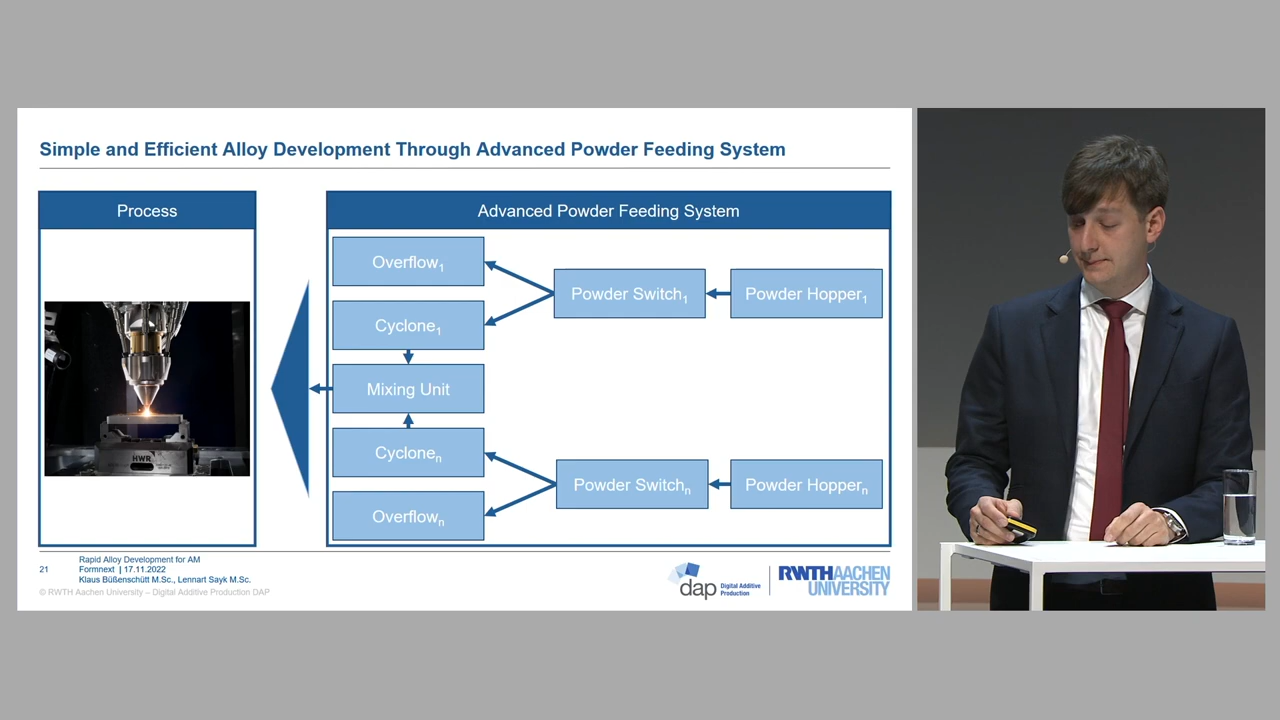 Simple and Efficient Alloy Development Through Advanced Powder Feeding System
Process
HWR
Advanced Powder Feeding System
Overflow1
Cyclone1
Mixing Unit
Cyclonen
Overflown
Powder Switch1
Powder Hopper1
Powder Switchn
Powder Hoppern
21
Rapid Alloy Development for AM
Formnext | 17.11.2022
Klaus Büßenschütt M.Sc., Lennart Sayk M.Sc.
© RWTH Aachen University – Digital Additive Production DAP
dap
Digital Additive
Production
RWTHAACHEN
UNIVERSITY